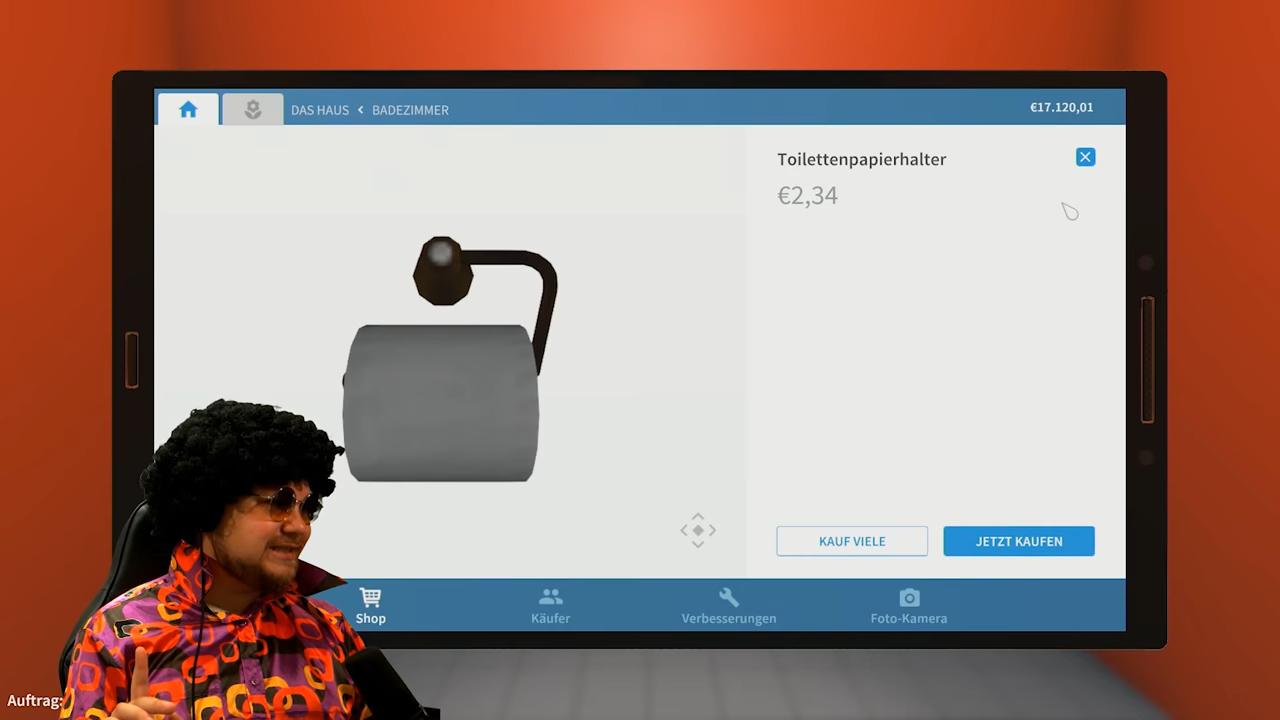 DAS HAUS < BADEZIMMER
€17.120,01
Toilettenpapierhalter
€2,34
KAUF VIELE
JETZT KAUFEN
Shop
Käufer
Verbesserungen
Foto-Kamera
Auftrag: